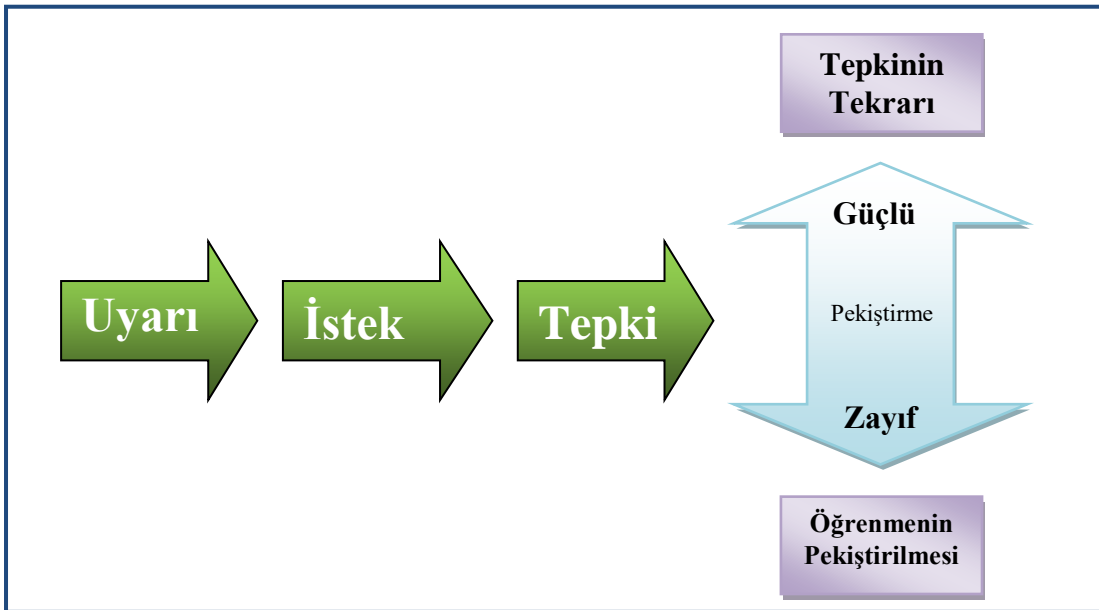 Uyarı
İstek
Tepki
Tepkinin
Tekrarı
Güçlü
Pekiştirme
Zayıf
Öğrenmenin
Pekiştirilmesi